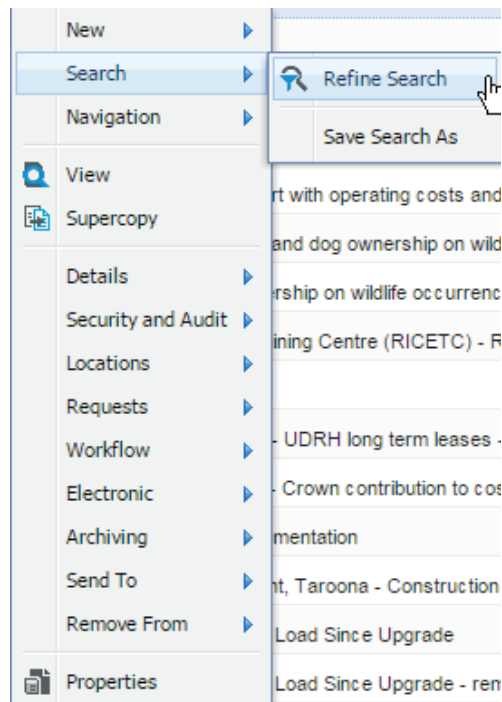 New
Search
Refine Search
Navigation
Save Search As
View
rt with operating costs and
Supercopy
and dog ownership on wild
Details
rship on wildlife occurrenc
Security and Audit
ining Centre (RICETC) - R
Locations
Requests
- UDRH long term leases -
Workflow
- Crown contribution to cos
Electronic
Archiving
mentation
Send To
nt, Taroona - Construction
Remove From
Load Since Upgrade
Properties
Load Since Upgrade - rem